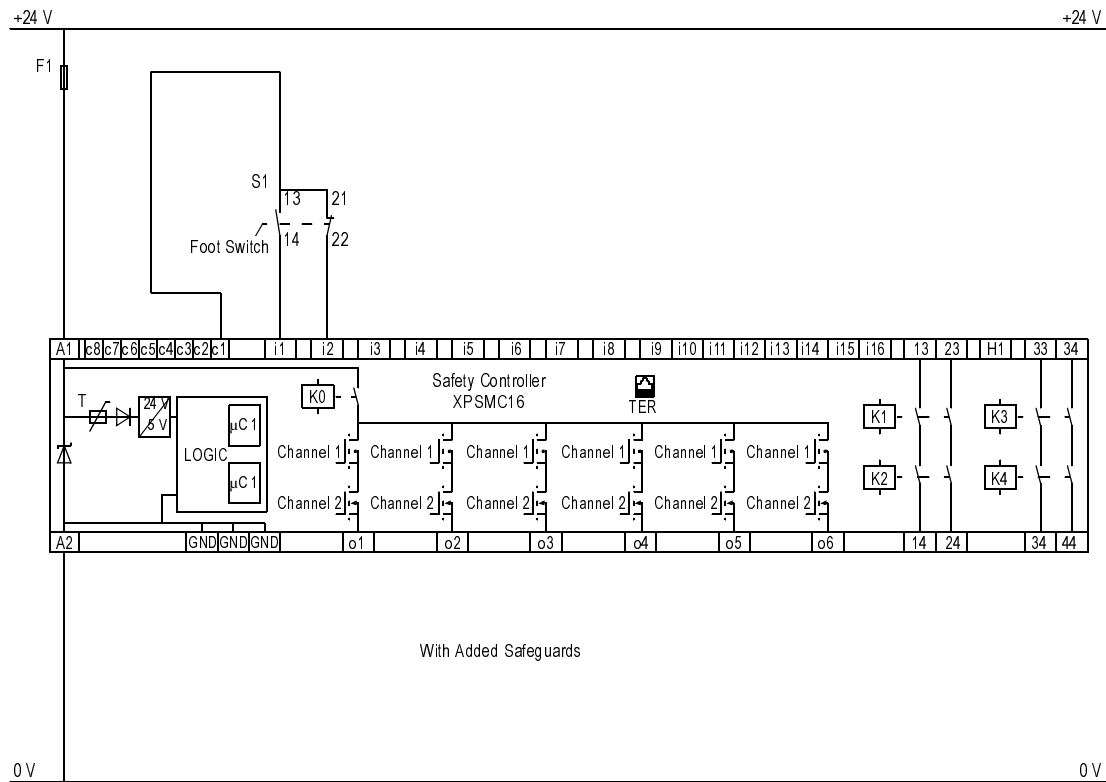 +24 V +24 V
F1
S1
13 21
Foot Switch 14 22
A1 c8 c7 c6 c5 c4 c3 c2 c1 i1 i2 i3 i4 i5 i6 i7 i8 i9 i10 i11 i12 i13 i14 i15 i16 13 23 H1 33 34
Safety Controller
XPSMC16
TER
K0
T 24 V
5 V
LOGIC
µC1
µC1
K1 K3
K2 K4
Channel 1 Channel 1 Channel 1 Channel 1 Channel 1 Channel 1
Channel 2 Channel 2 Channel 2 Channel 2 Channel 2 Channel 2
A2 GND GND GND o1 o2 o3 o4 o5 o6 14 24 34 44
With Added Safeguards
0 V 0 V